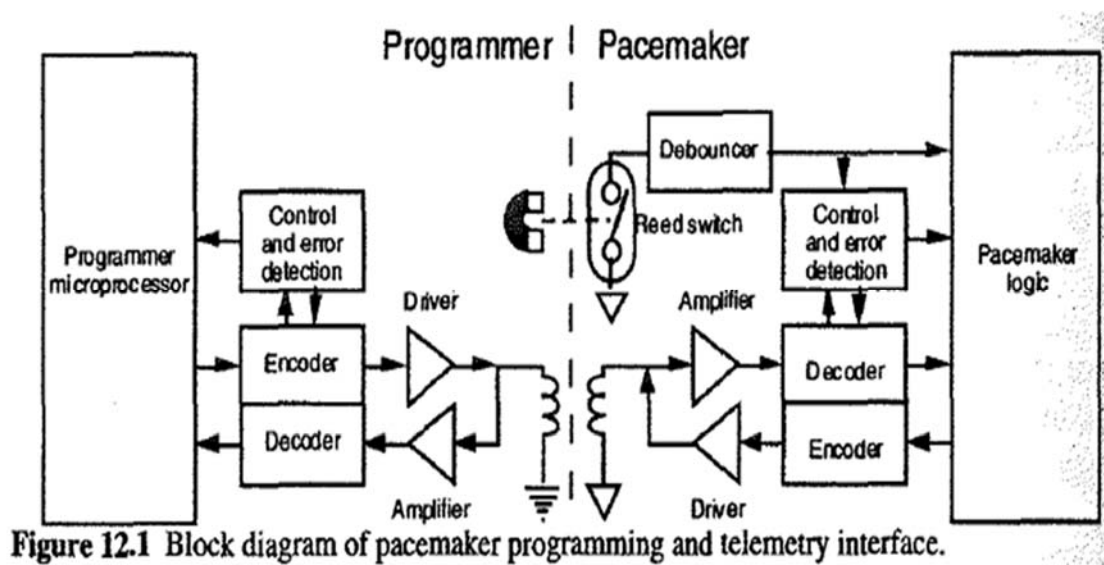 Programmer
Pacemaker
Programmer
microprocessor
Control
and error
detection
Driver
Encoder
Decoder
Amplifier
Debouncer
Reed switch
Control
and error
detection
Amplifier
Decoder
Encoder
Driver
Pacemaker
logic
Figure 12.1 Block diagram of pacemaker programming and telemetry interface.